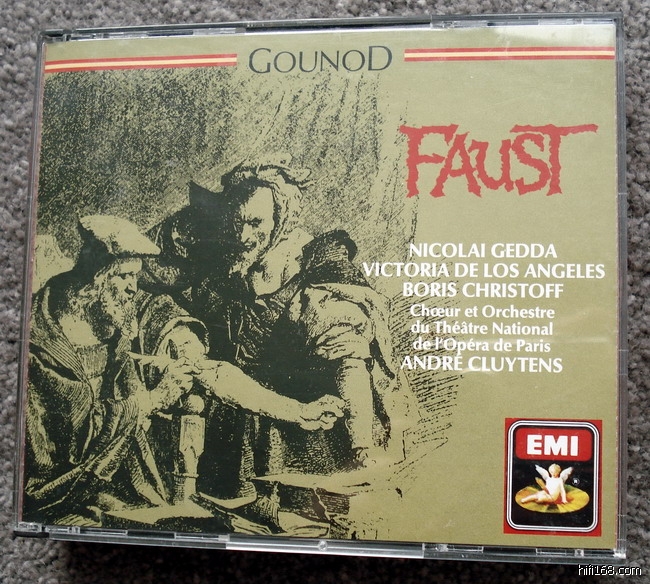 GOUNOD
FAUST
NICOLAI GEDDA
VICTORIA DE LOS ANGELES
BORIS CHRISTOFF
Chœur et Orchestre
du Théâtre National
de l'Opéra de Paris
ANDRÉ CLUYTENS
EMI
hifi168.com